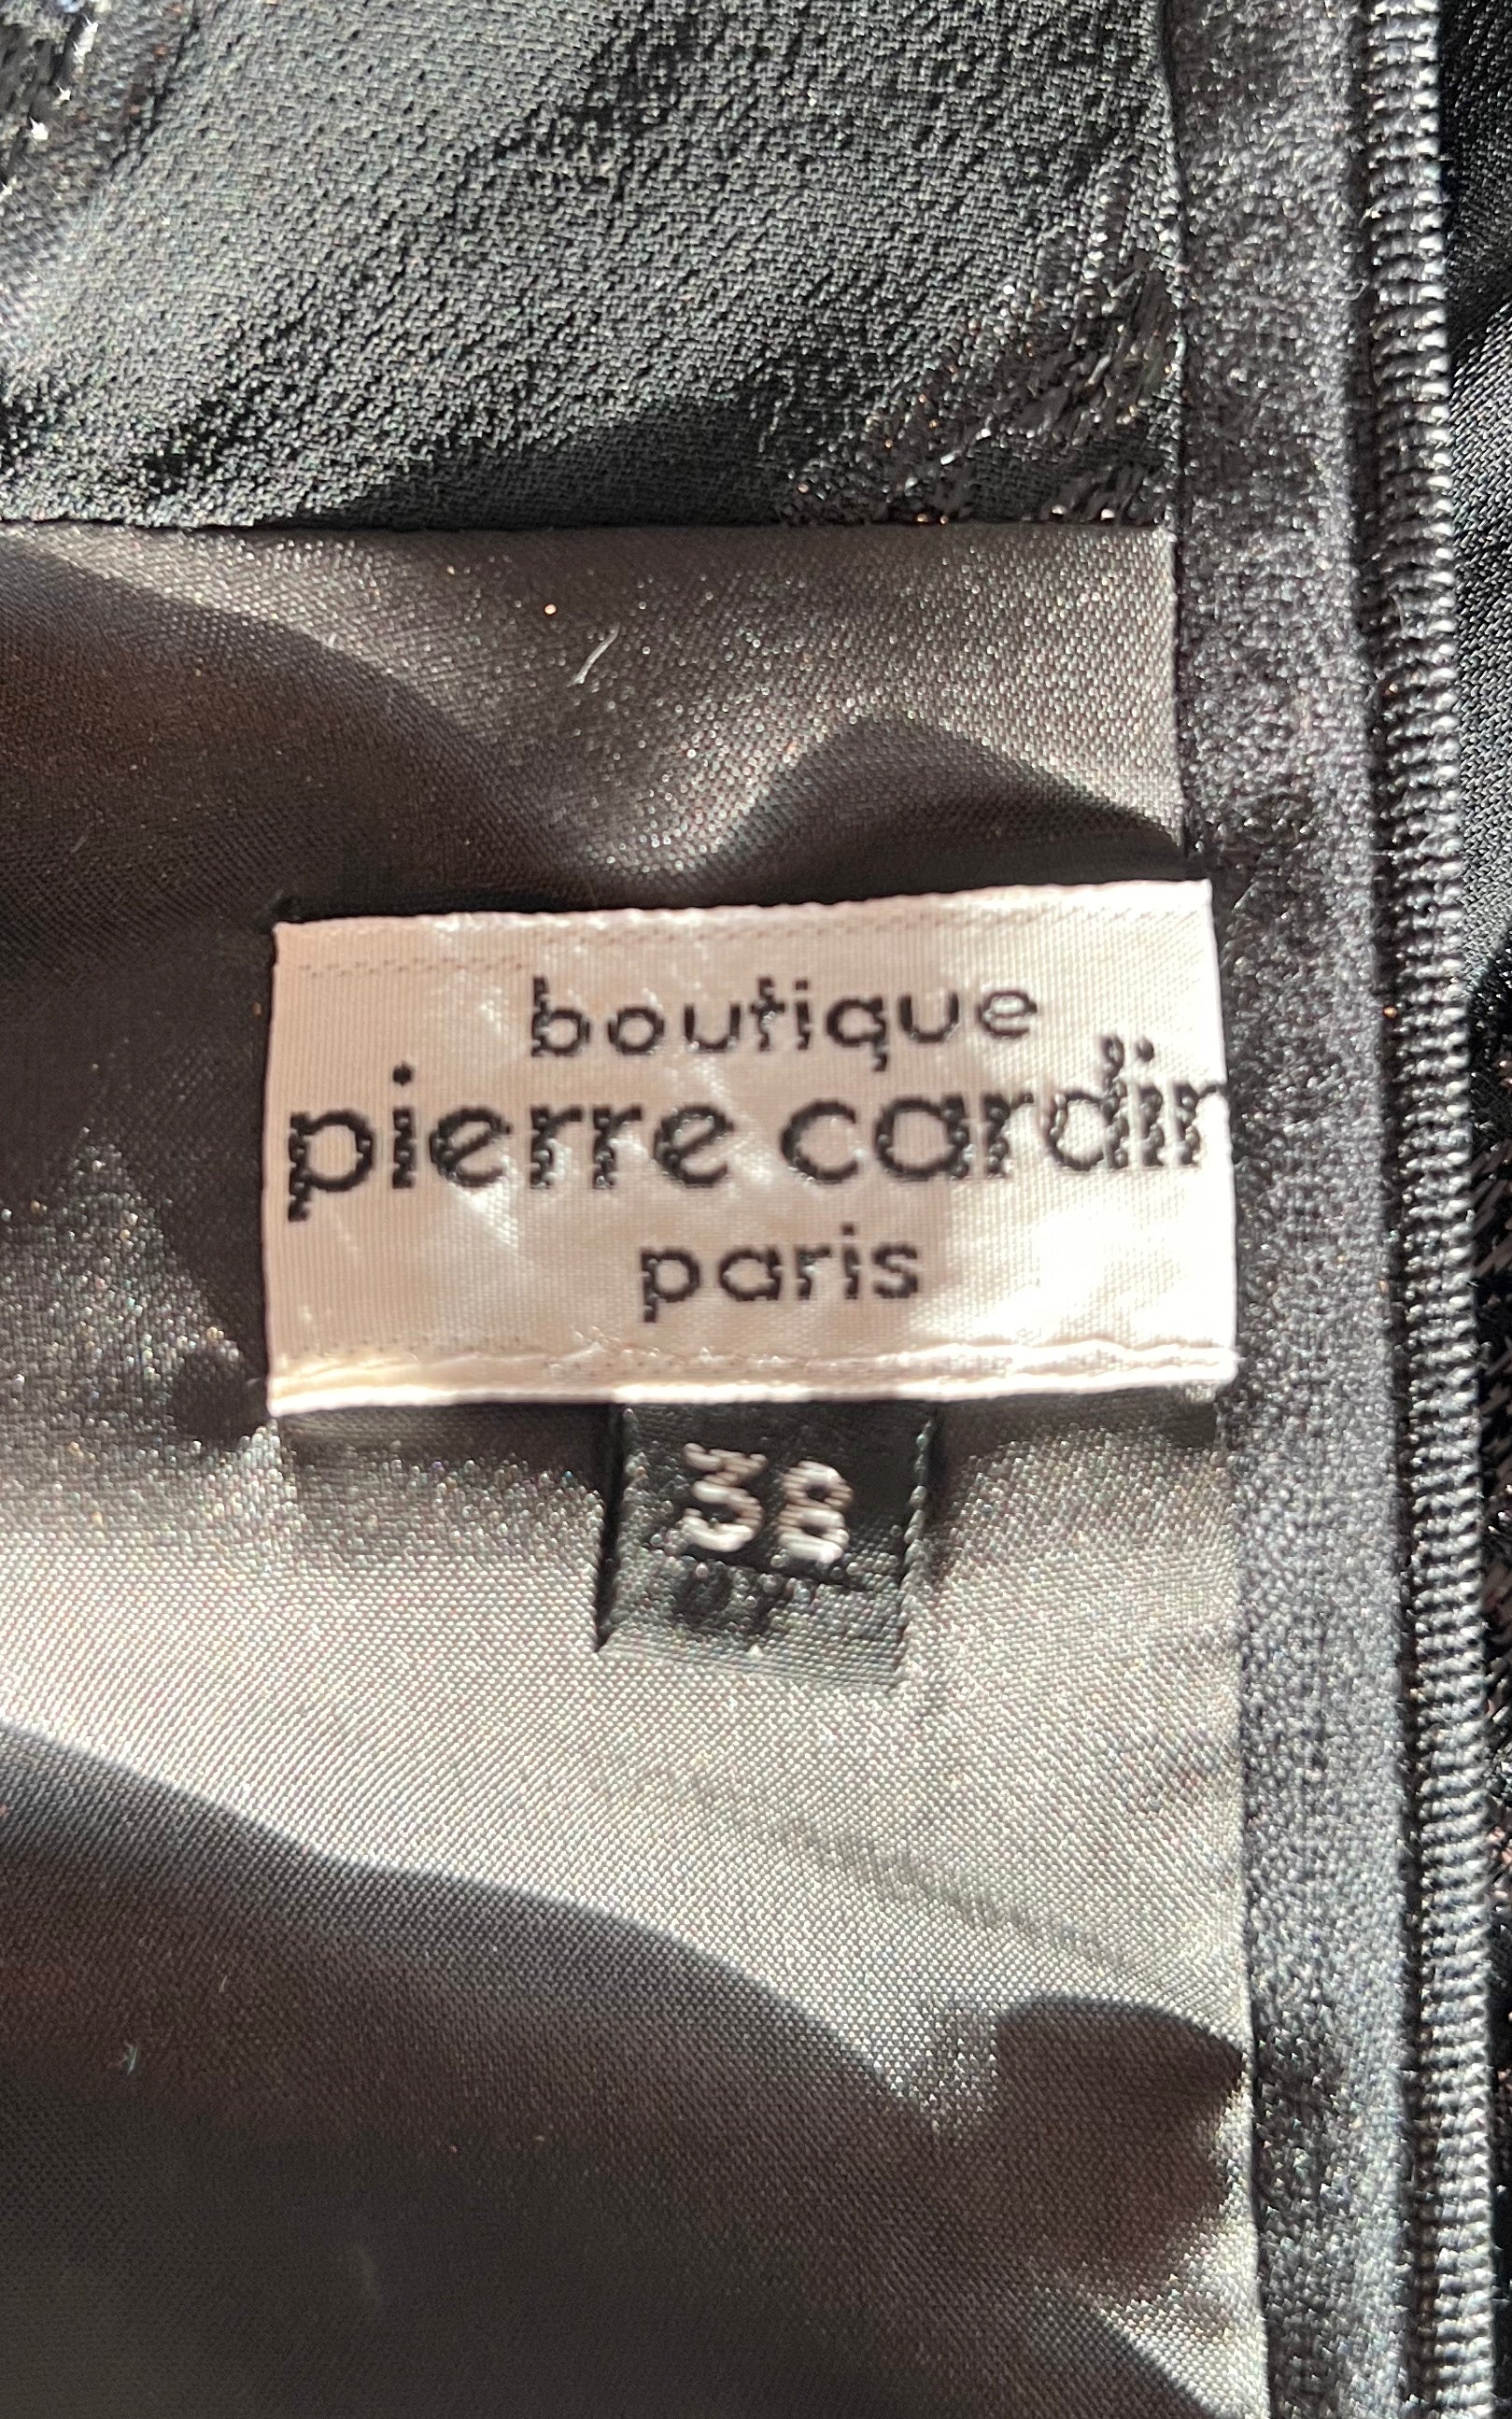 boutique
pierre cardin
paris
38